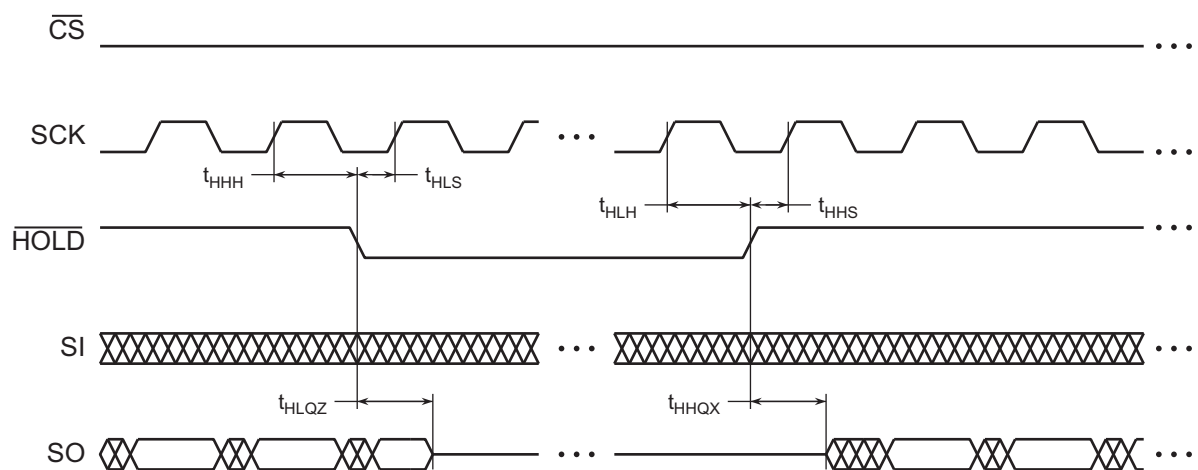 CS
SCK
tHHH
tHLS
tHLH
tHHS
HOLD
SI
tHLQZ
tHHQX
SO